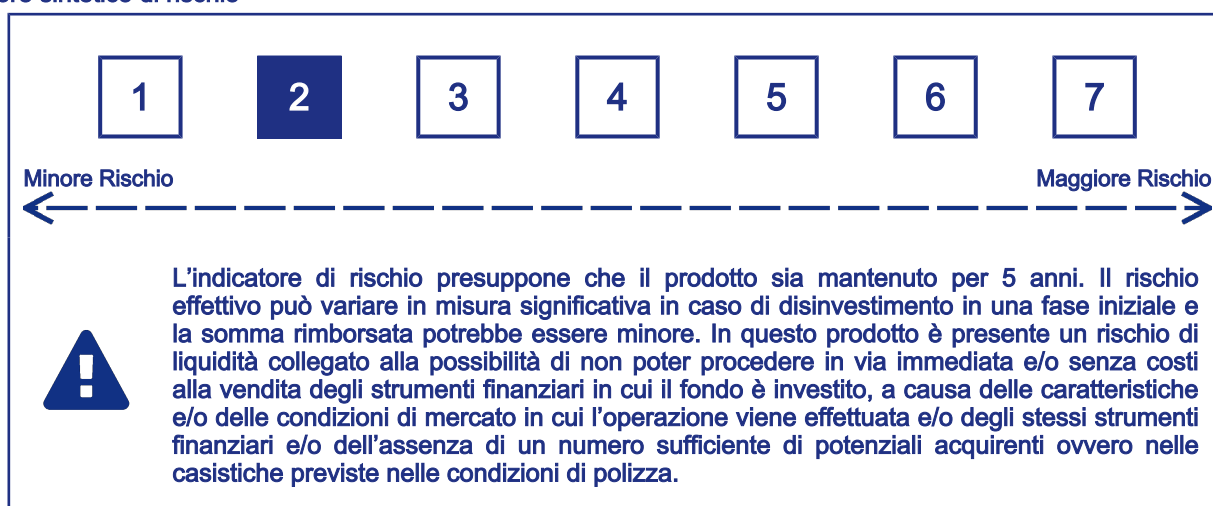 sintetico di rischio
1 2 3 4 5 6 7
Minore Rischio Maggiore Rischio
L'indicatore di rischio presuppone che il prodotto sia mantenuto per 5 anni. Il rischio
effettivo può variare in misura significativa in caso di disinvestimento in una fase iniziale e
la somma rimborsata potrebbe essere minore. In questo prodotto è presente un rischio di
liquidità collegato alla possibilità di non poter procedere in via immediata e/o senza costi
alla vendita degli strumenti finanziari in cui il fondo è investito, a causa delle caratteristiche
e/o delle condizioni di mercato in cui l'operazione viene effettuata e/o degli stessi strumenti
finanziari e/o dell'assenza di un numero sufficiente di potenziali acquirenti ovvero nelle
casistiche previste nelle condizioni di polizza.